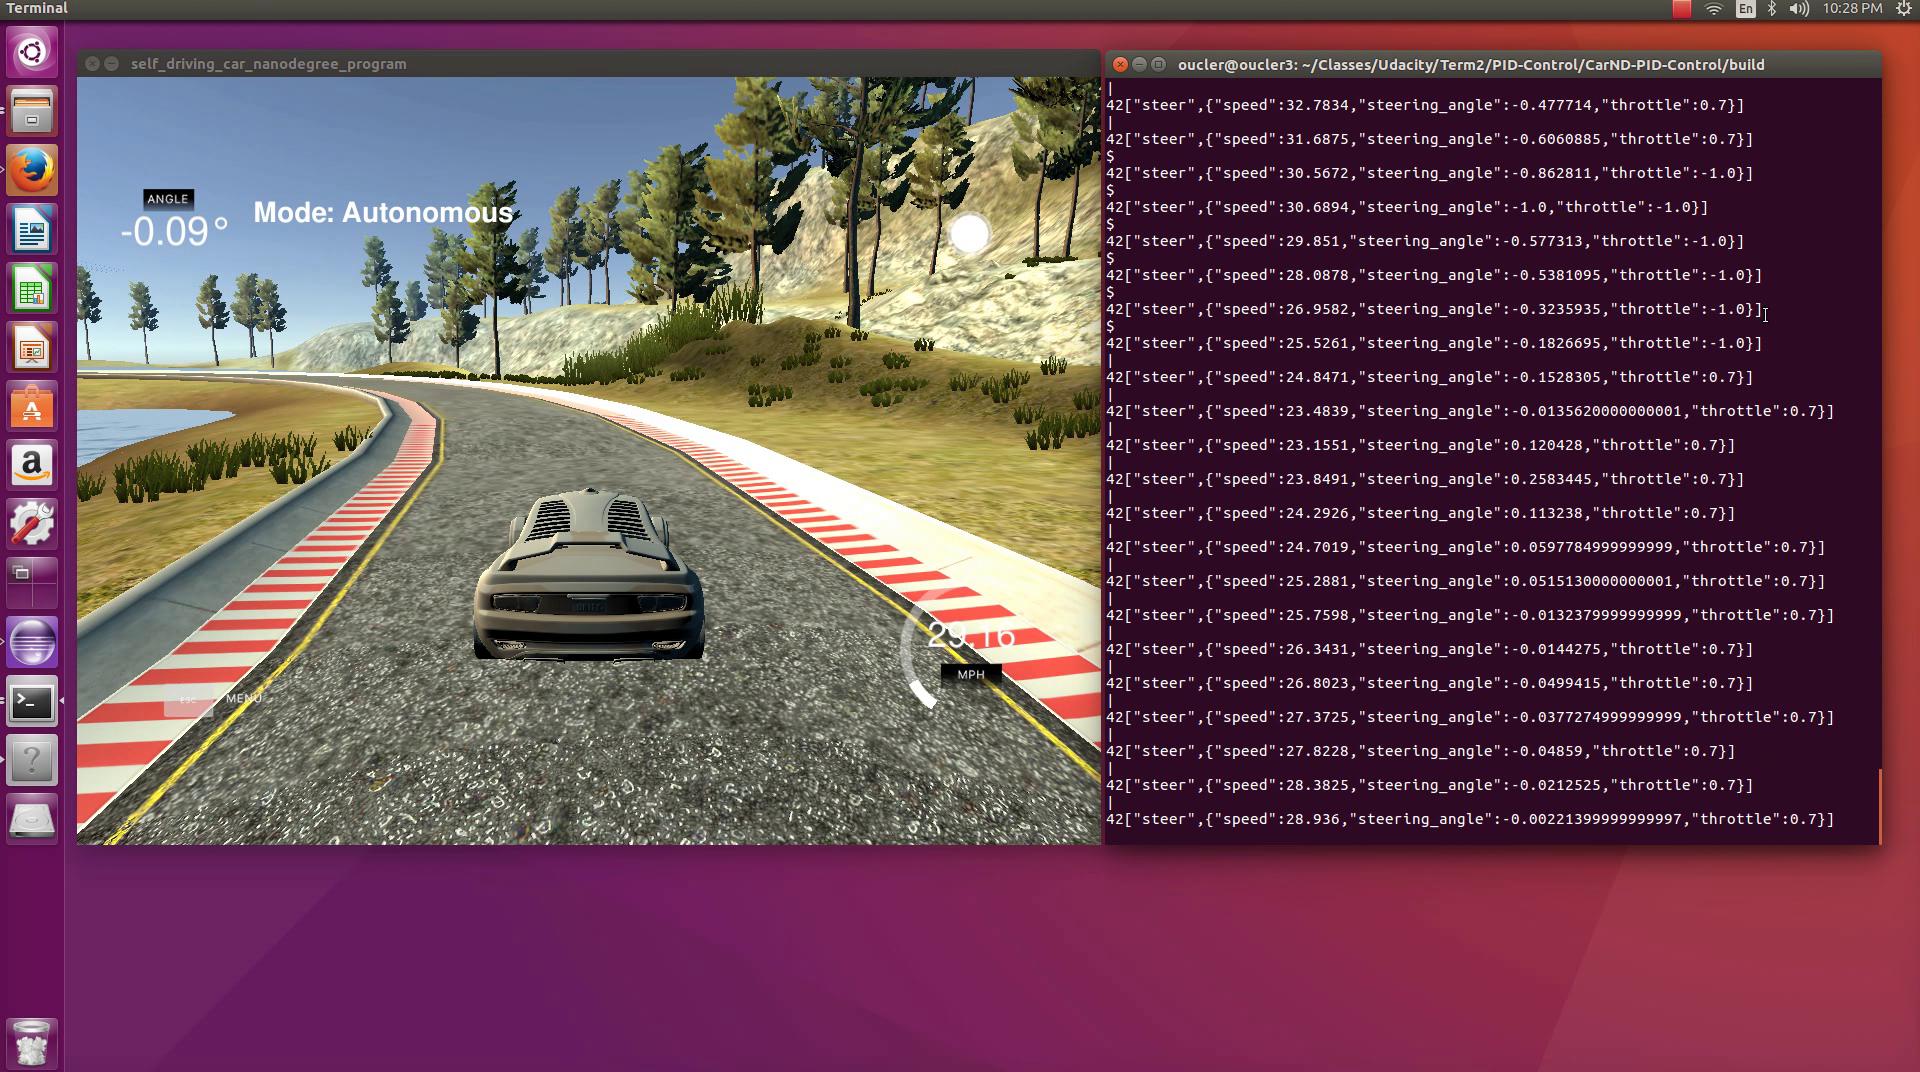 Terminal
En
10:28 PM
self_driving_car_nanodegree_program
ANGLE
-0.09°
Mode: Autonomous
29.16
MPH
ESC
MENU
oucler@oucler3: ~/Classes/Udacity/Term2/PID-Control/CarND-PID-Control/build
|
42["steer",{"speed":32.7834,"steering_angle":-0.477714,"throttle":0.7}]
|
42["steer",{"speed":31.6875,"steering_angle":-0.6060885,"throttle":0.7}]
$
42["steer",{"speed":30.5672,"steering_angle":-0.862811,"throttle":-1.0}]
$
42["steer",{"speed":30.6894,"steering_angle":-1.0,"throttle":-1.0}]
$
42["steer",{"speed":29.851,"steering_angle":-0.577313,"throttle":-1.0}]
$
42["steer",{"speed":28.0878,"steering_angle":-0.5381095,"throttle":-1.0}]
$
42["steer",{"speed":26.9582,"steering_angle":-0.3235935,"throttle":-1.0}]
$
42["steer",{"speed":25.5261,"steering_angle":-0.1826695,"throttle":-1.0}]
|
42["steer",{"speed":24.8471,"steering_angle":-0.1528305,"throttle":0.7}]
|
42["steer",{"speed":23.4839,"steering_angle":-0.0135620000000001,"throttle":0.7}]
|
42["steer",{"speed":23.1551,"steering_angle":0.120428,"throttle":0.7}]
|
42["steer",{"speed":23.8491,"steering_angle":0.2583445,"throttle":0.7}]
|
42["steer",{"speed":24.2926,"steering_angle":0.113238,"throttle":0.7}]
|
42["steer",{"speed":24.7019,"steering_angle":0.0597784999999999,"throttle":0.7}]
|
42["steer",{"speed":25.2881,"steering_angle":0.0515130000000001,"throttle":0.7}]
|
42["steer",{"speed":25.7598,"steering_angle":-0.0132379999999999,"throttle":0.7}]
|
42["steer",{"speed":26.3431,"steering_angle":-0.0144275,"throttle":0.7}]
|
42["steer",{"speed":26.8023,"steering_angle":-0.0499415,"throttle":0.7}]
|
42["steer",{"speed":27.3725,"steering_angle":-0.0377274999999999,"throttle":0.7}]
|
42["steer",{"speed":27.8228,"steering_angle":-0.04859,"throttle":0.7}]
|
42["steer",{"speed":28.3825,"steering_angle":-0.0212525,"throttle":0.7}]
|
42["steer",{"speed":28.936,"steering_angle":-0.00221399999999997,"throttle":0.7}]